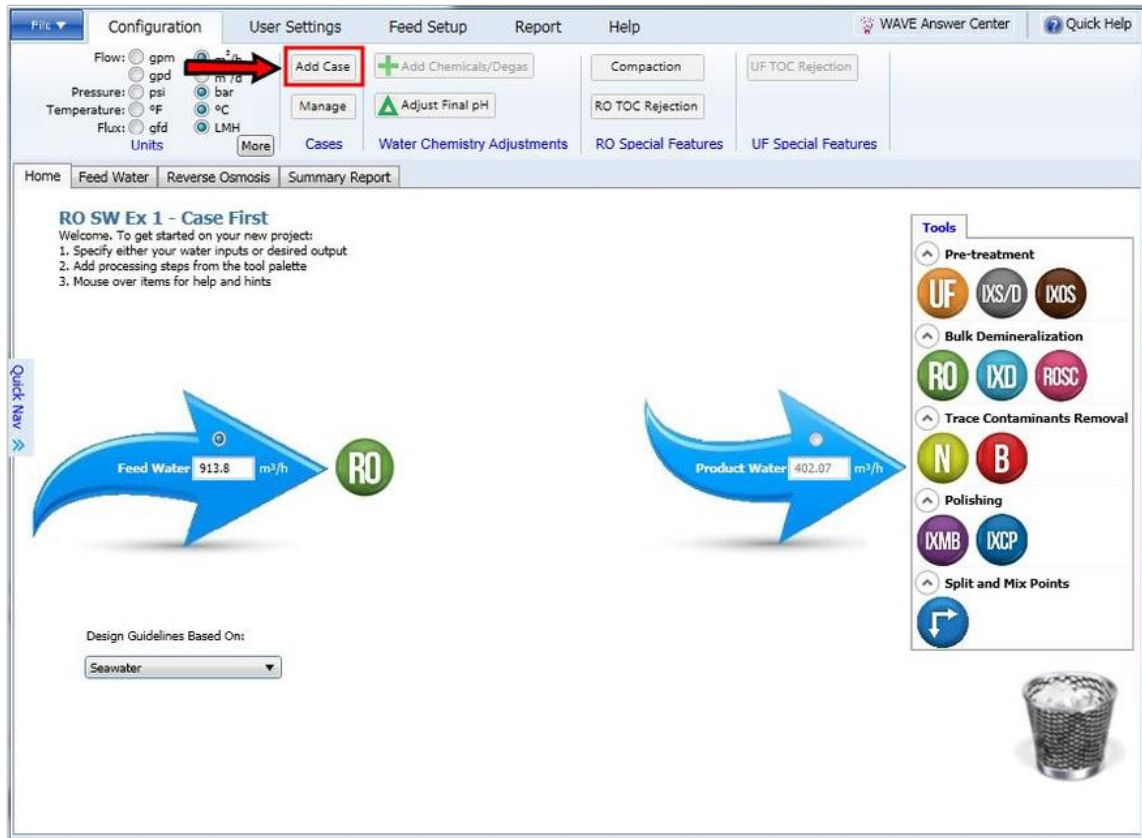 File
Configuration
User Settings
Feed Setup
Report
Help
WAVE Answer Center
Quick Help
Flow: gpm m³/h
gpd m³/d
Pressure: psi bar
Temperature: °F °C
Flux: gfd LMH
Units
More
Add Case
Manage
Cases
Add Chemicals/Degas
Adjust Final pH
Water Chemistry Adjustments
Compaction
RO TOC Rejection
RO Special Features
UF TOC Rejection
UF Special Features
Home
Feed Water
Reverse Osmosis
Summary Report
RO SW Ex 1 - Case First
Welcome. To get started on your new project:
1. Specify either your water inputs or desired output
2. Add processing steps from the tool palette
3. Mouse over items for help and hints
Quick Nav
Feed Water 913.8 m³/h
RO
Product Water 402.07 m³/h
Design Guidelines Based On:
Seawater
Tools
Pre-treatment
UF IXS/D IXOS
Bulk Demineralization
RO IXD ROSC
Trace Contaminants Removal
N B
Polishing
IXMB IXCP
Split and Mix Points